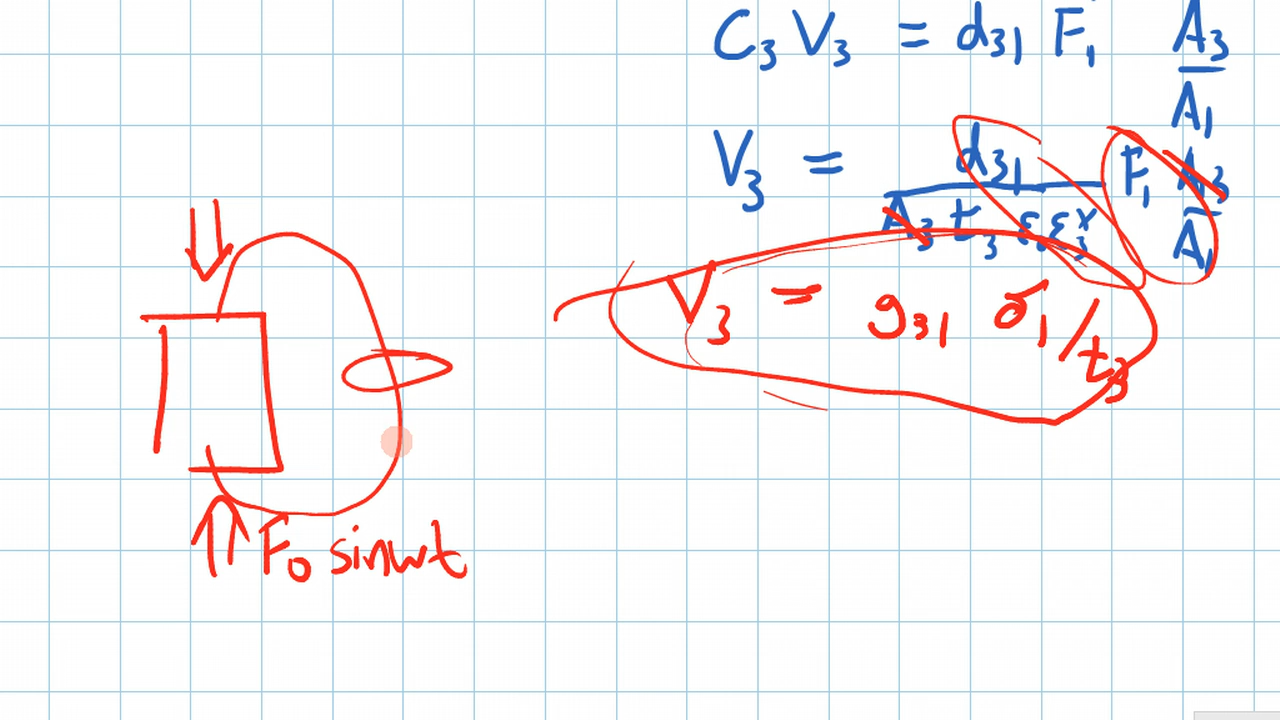 C₃ V₃ = d₃₁ F₁ A₃/A₁
V₃ = d₃₁/(A₃ t₃ ε ε₃ˣ) F₁ A₃/A₁
V₃ = g₃₁ σ₁/t₃
F₀ sinωt